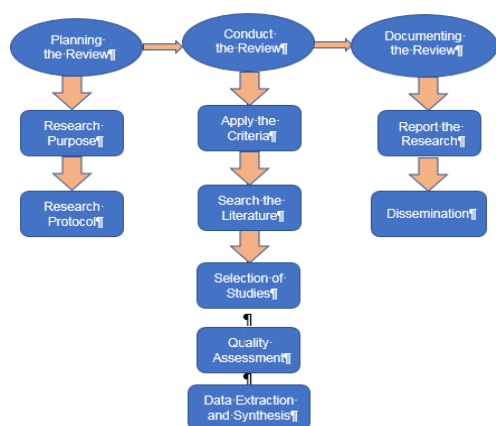 Planning·
the·Review¶
Conduct·
the·Review¶
Documenting·
the·Review¶
Research·
Purpose¶
Research·
Protocol¶
Apply·the·
Criteria¶
Search·the·
Literature¶
Selection·of·
Studies¶
¶
Quality·
Assessment¶
¶
Data·Extraction·
and·Synthesis¶
Report·the·
Research¶
Dissemination¶